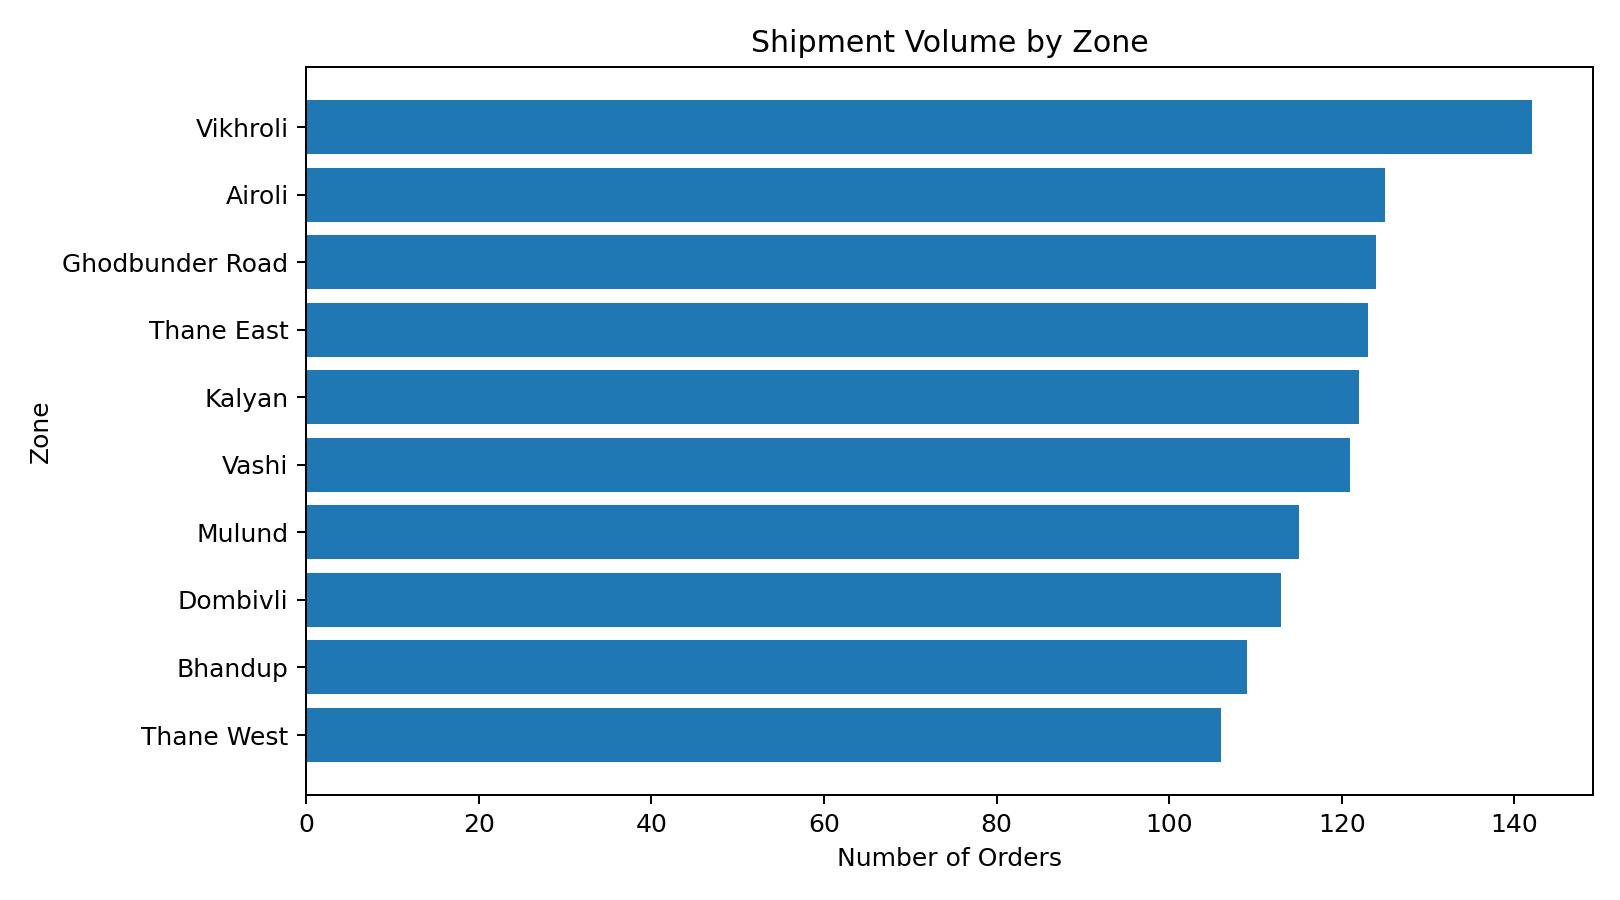 Shipment Volume by Zone
Vikhroli
Airoli
Ghodbunder Road
Thane East
Kalyan
Vashi
Mulund
Dombivli
Bhandup
Thane West
Zone
0 20 40 60 80 100 120 140
Number of Orders